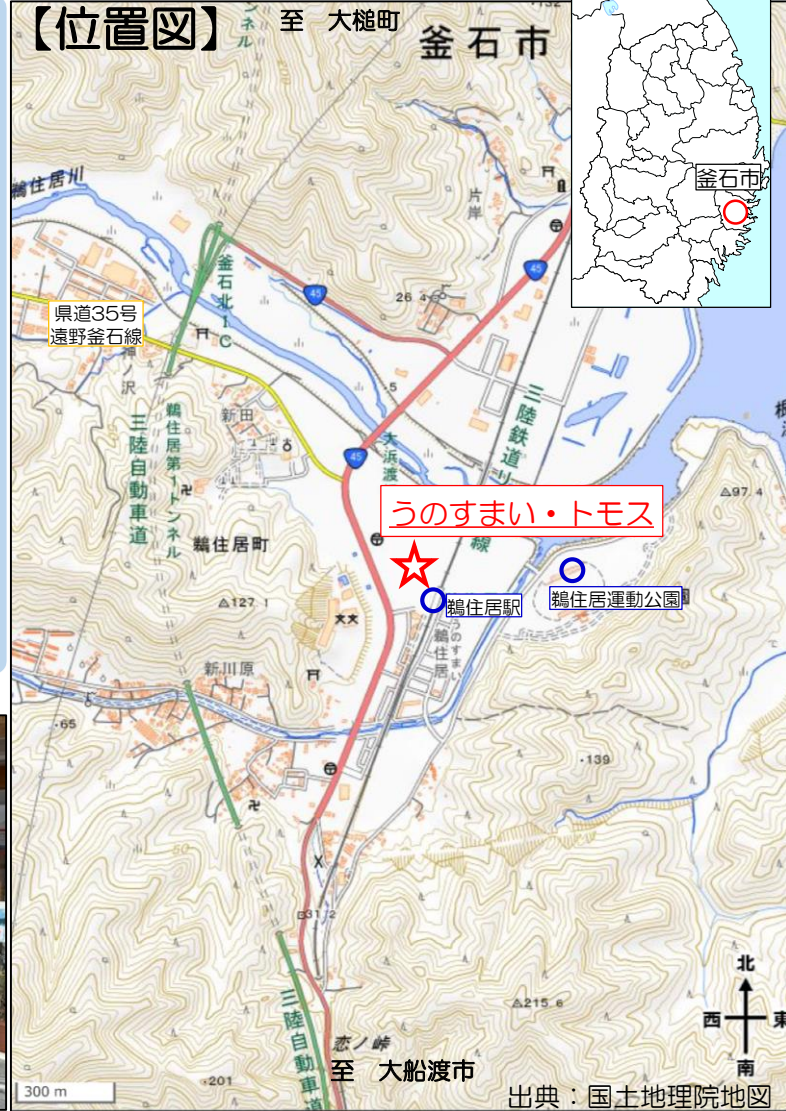 【位置図】
至 大槌町
釜石市
釜石市
鵜住居川
片岸
釜石北IC
45
45
26.4
県道35号
遠野釜石線
・5
新田
三陸鉄道リ
線
大浜渡
45
三陸自動車道
鵜住居第1トンネル
△97.4
うのすまい・トモス
鵜住居町
鵜住居駅
鵜住居運動公園
△127.1
うのすまい
鵜住居
文文
新川原
・65
・139
31.2
△215.6
三陸自動車道
恋ノ峠
・201
至 大船渡市
北
西
東
南
300 m
出典：国土地理院地図